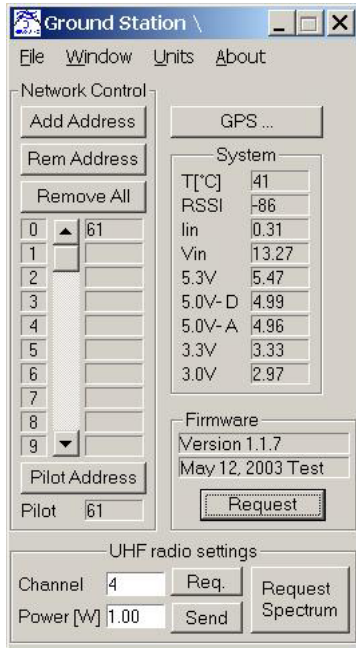 Ground Station \
File Window Units About
Network Control
Add Address
Rem Address
Remove All
0 61
1
2
3
4
5
6
7
8
9
Pilot Address
Pilot 61
GPS ...
System
T[°C] 41
RSSI -86
Iin 0.31
Vin 13.27
5.3V 5.47
5.0V-D 4.99
5.0V-A 4.96
3.3V 3.33
3.0V 2.97
Firmware
Version 1.1.7
May 12, 2003 Test
Request
UHF radio settings
Channel 4 Req.
Power [W] 1.00 Send
Request
Spectrum